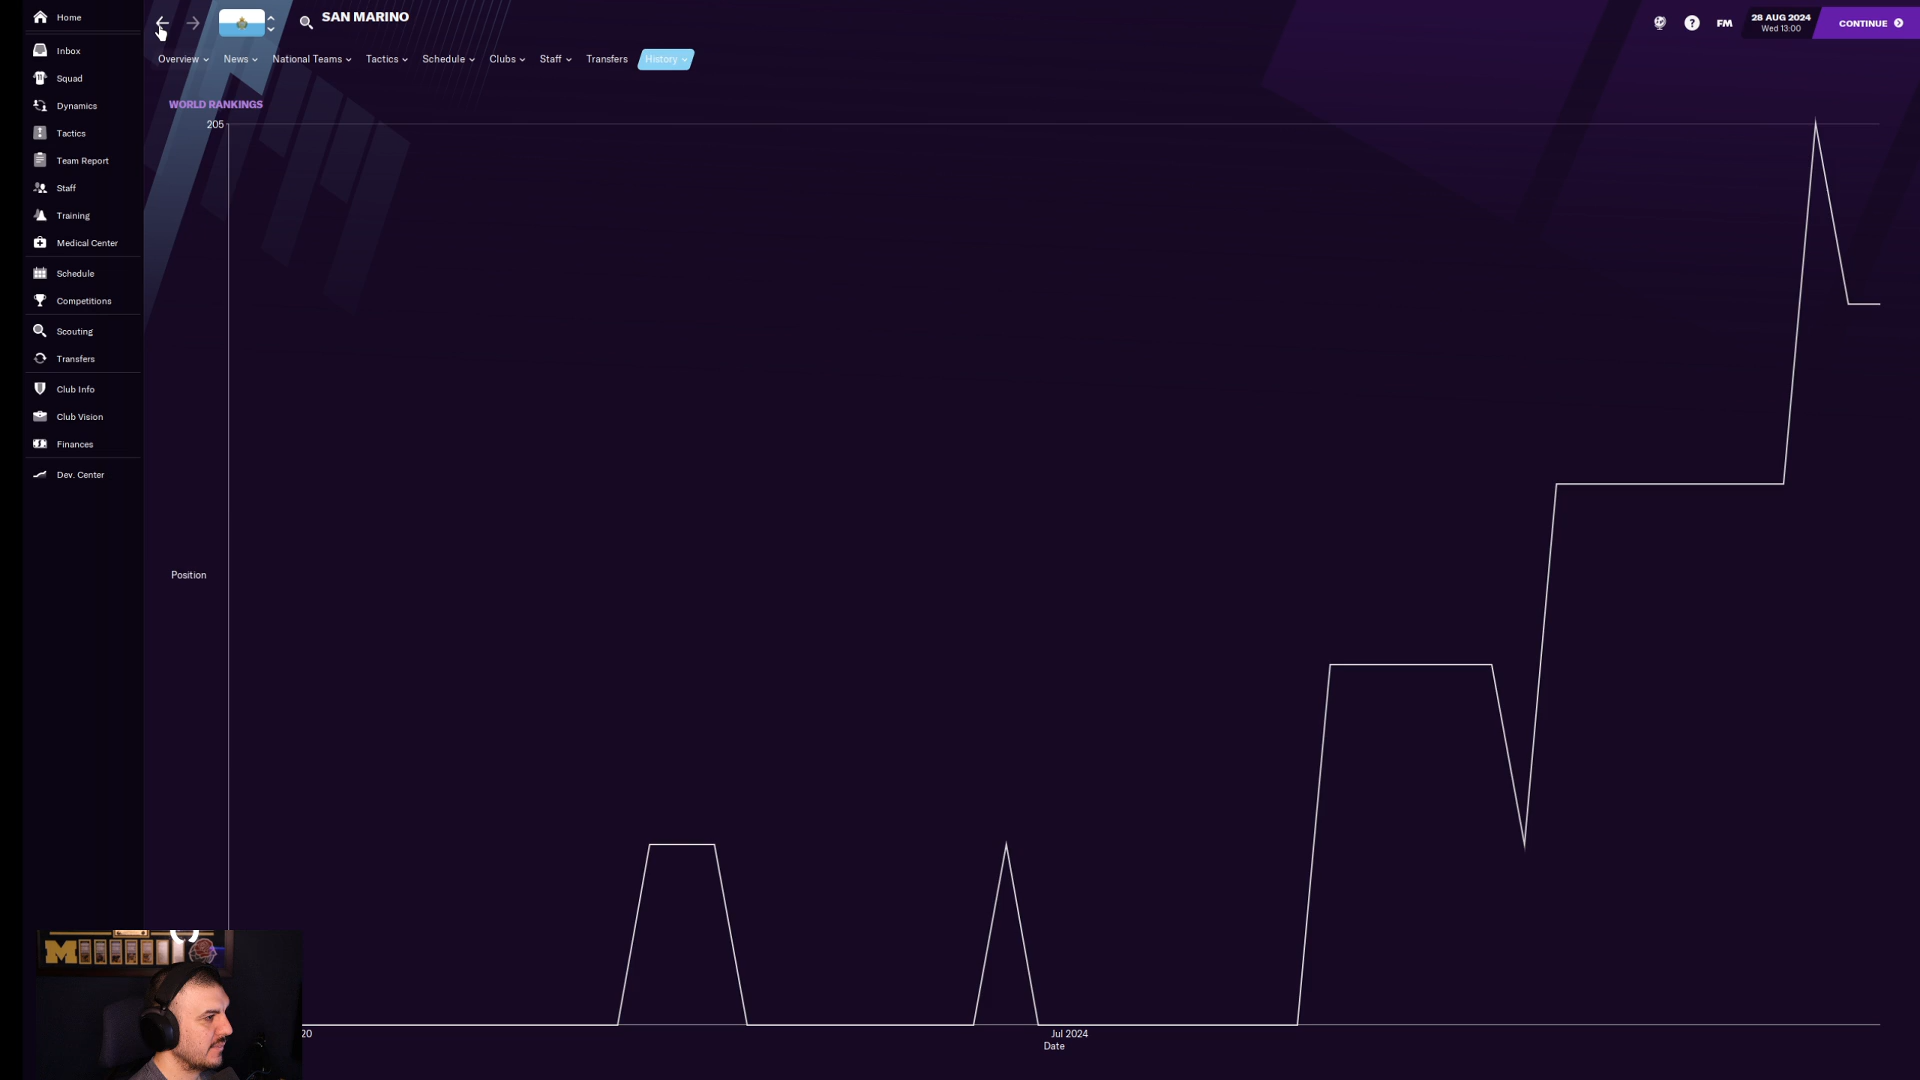 Home
Inbox
Squad
Dynamics
Tactics
Team Report
Staff
Training
Medical Center
Schedule
Competitions
Scouting
Transfers
Club Info
Club Vision
Finances
Dev. Center
SAN MARINO
FM
28 AUG 2024
Wed 13:00
CONTINUE
Overview
News
National Teams
Tactics
Schedule
Clubs
Staff
Transfers
History
WORLD RANKINGS
205
Position
20
Jul 2024
Date
M